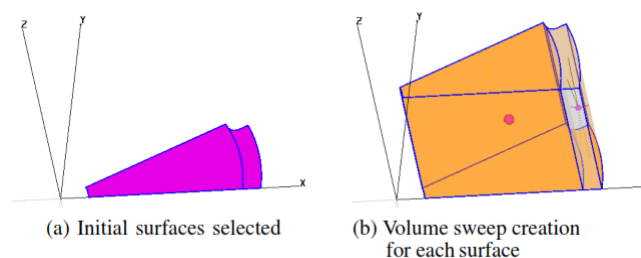 Z
Y
X
Z
Y
(a) Initial surfaces selected
(b) Volume sweep creation
for each surface